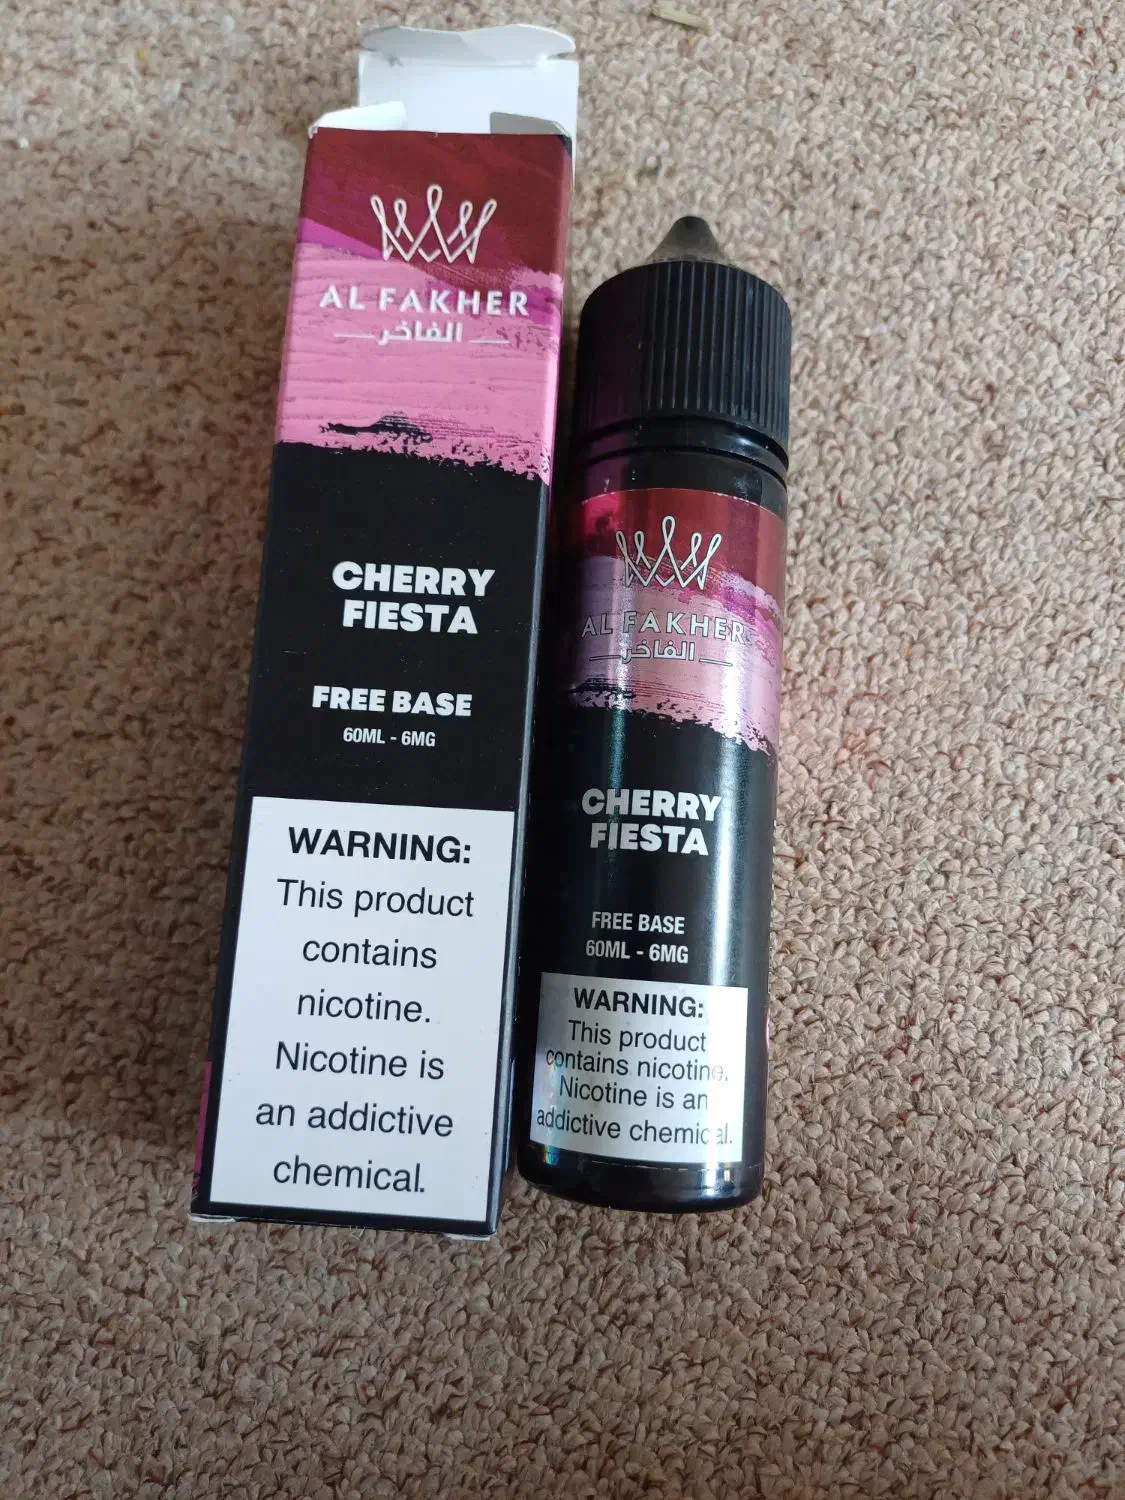 AL FAKHER
الفاخر
CHERRY
FIESTA
FREE BASE
60ML - 6MG
WARNING:
This product
contains
nicotine.
Nicotine is
an addictive
chemical.
AL FAKHER
الفاخر
CHERRY
FIESTA
FREE BASE
60ML - 6MG
WARNING:
This product
contains nicotine.
Nicotine is an
addictive chemical.